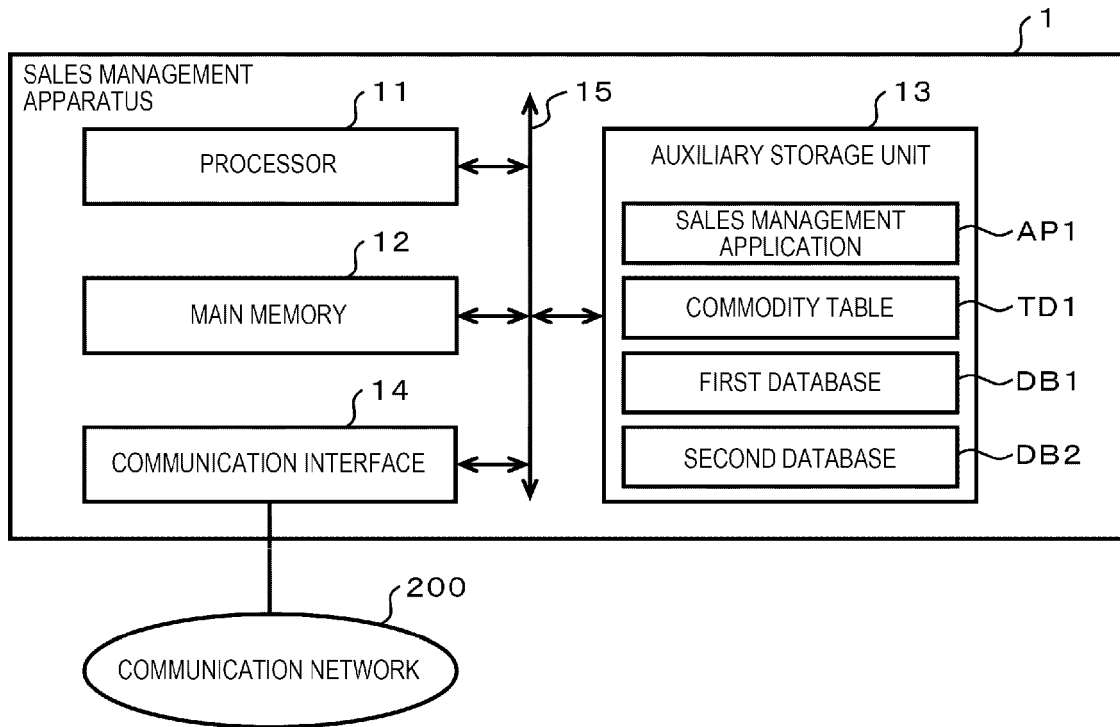 1
SALES MANAGEMENT
APPARATUS
11
15
13
PROCESSOR
AUXILIARY STORAGE UNIT
SALES MANAGEMENT
APPLICATION
AP1
12
MAIN MEMORY
COMMODITY TABLE
TD1
FIRST DATABASE
DB1
14
COMMUNICATION INTERFACE
SECOND DATABASE
DB2
200
COMMUNICATION NETWORK